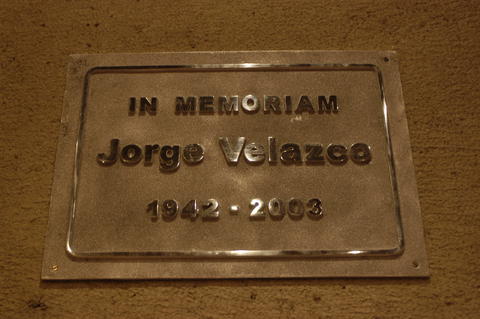 IN MEMORIAM
Jorge Velazco
1942 - 2003